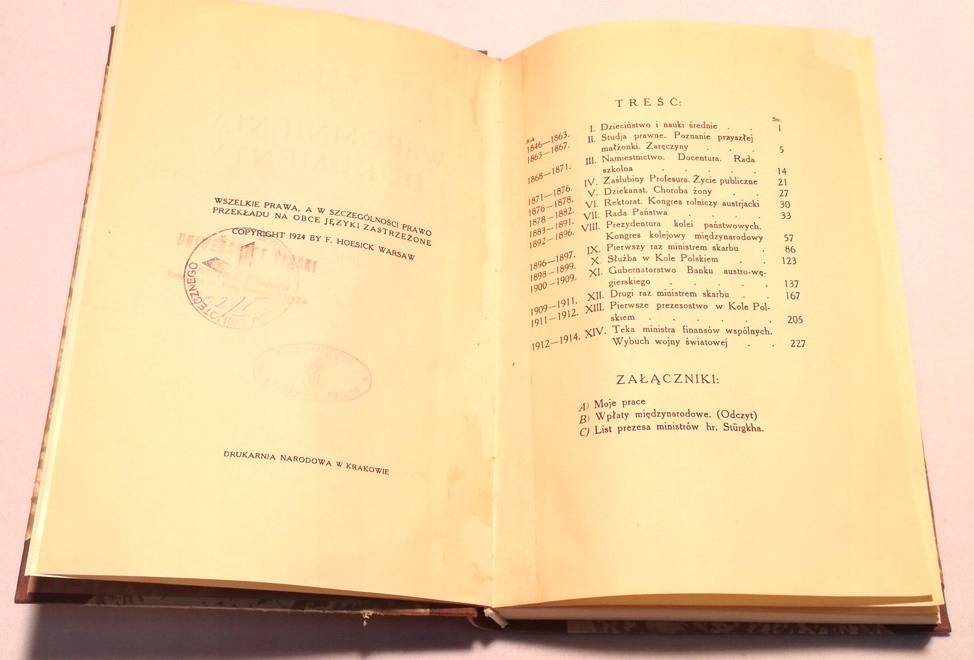 WSZELKIE PRAWA, A W SZCZEGÓLNOŚCI PRAWO
PRZEKŁADU NA OBCE JĘZYKI ZASTRZEŻONE
COPYRIGHT 1924 BY F. HOESICK WARSAW
DRUKARNIA NARODOWA W KRAKOWIE
TREŚĆ:
Rok Str.
1846—1863. I. Dzieciństwo i nauki średnie . . 1
1863—1867. II. Studja prawne. Poznanie przyszłej
małżonki. Zaręczyny . . . 5
1868—1871. III. Namiestnictwo. Docentura. Rada
szkolna . . . . . 14
1871—1876. IV. Zaślubiny Profesura. Życie publiczne 21
1876—1878. V. Dziekanat. Choroba żony . . 27
1878—1882. VI. Rektorat. Kongres rolniczy austrjacki 30
1883—1891. VII. Rada Państwa . . . . 33
1892—1896. VIII. Prezydentura kolei państwowych.
Kongres kolejowy międzynarodowy 57
1896—1897. IX. Pierwszy raz ministrem skarbu . 86
1898—1899. X. Służba w Kole Polskiem . . 123
1900—1909. XI. Gubernatorstwo Banku austro-wę-
gierskiego . . . . . 137
1909—1911. XII. Drugi raz ministrem skarbu . . 167
1911—1912. XIII. Pierwsze prezesostwo w Kole Pol-
skiem . . . . . . 205
1912—1914. XIV. Teka ministra finansów wspólnych.
Wybuch wojny światowej . . 227
ZAŁĄCZNIKI:
A) Moje prace
B) Wpłaty międzynarodowe. (Odczyt)
C) List prezesa ministrów hr. Stürgkha.